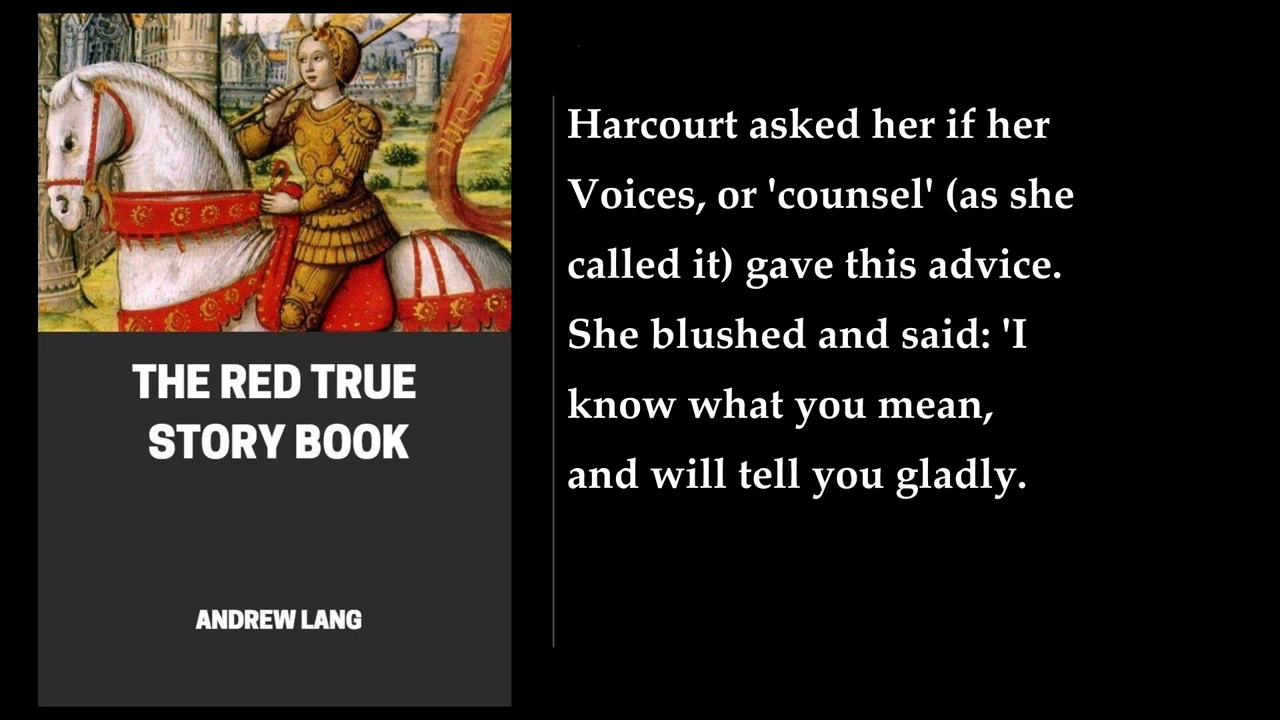 THE RED TRUE
STORY BOOK
ANDREW LANG
Harcourt asked her if her
Voices, or 'counsel' (as she
called it) gave this advice.
She blushed and said: 'I
know what you mean,
and will tell you gladly.